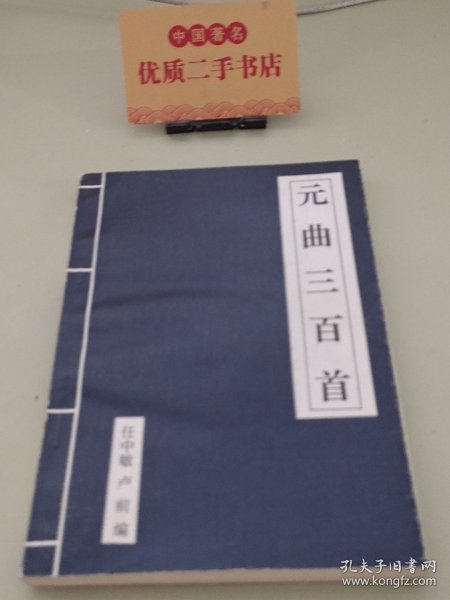 中国著名
优质二手书店
元曲三百首
任中敏 卢前 编
孔夫子旧书网
www.kongfz.com